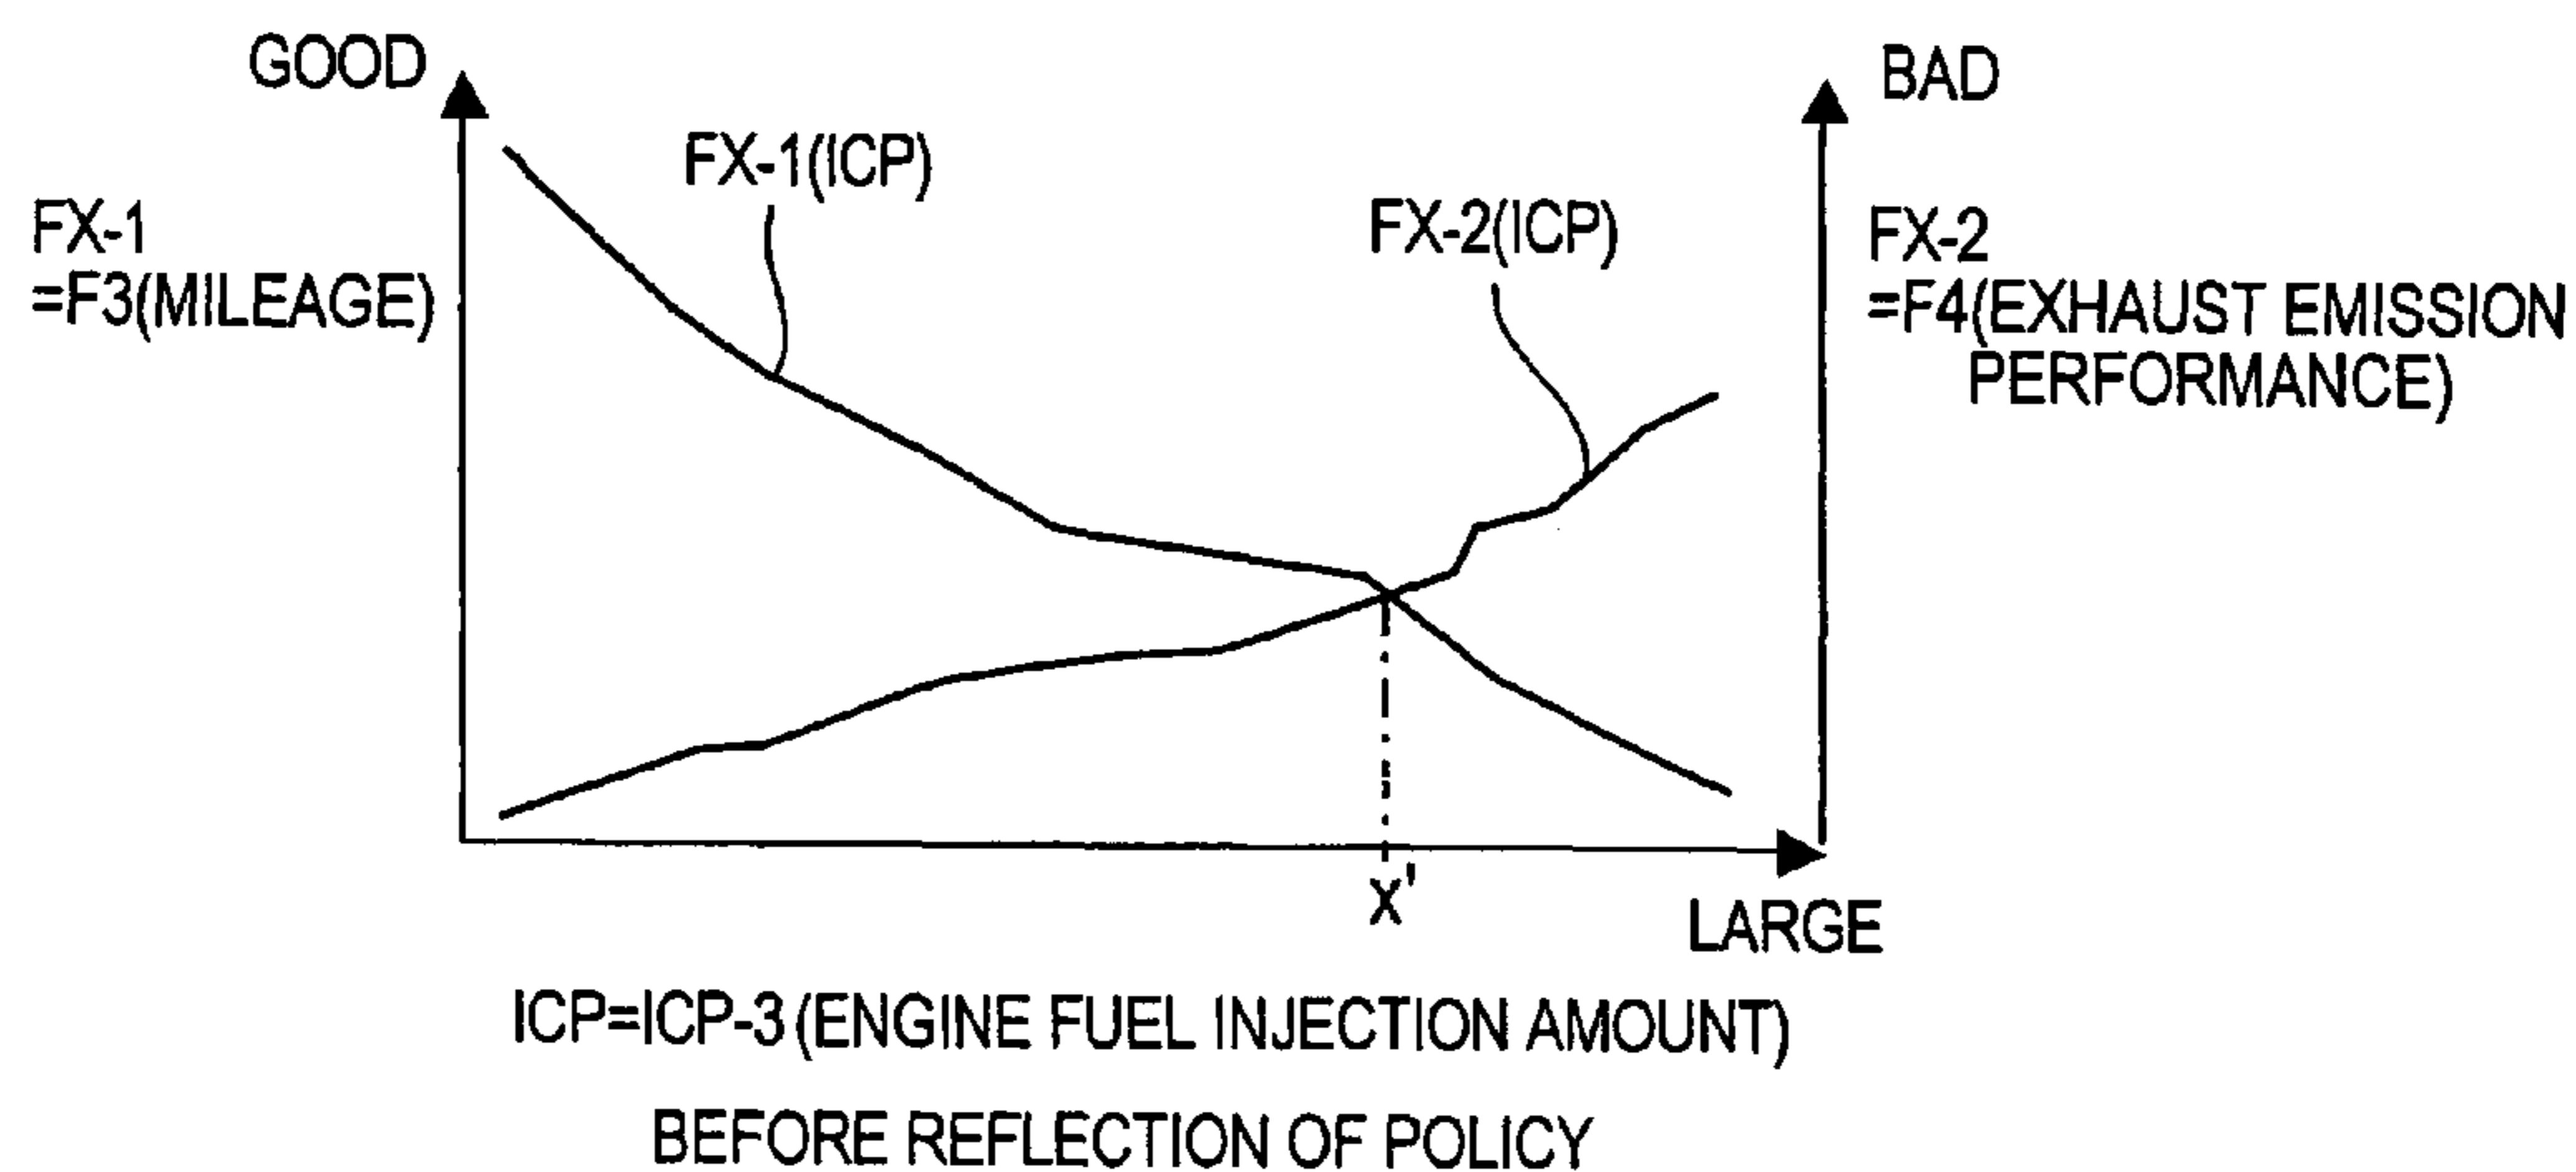 GOOD
BAD
FX-1(ICP)
FX-2(ICP)
FX-1
=F3(MILEAGE)
FX-2
=F4(EXHAUST EMISSION
PERFORMANCE)
x'
LARGE
ICP=ICP-3 (ENGINE FUEL INJECTION AMOUNT)
BEFORE REFLECTION OF POLICY